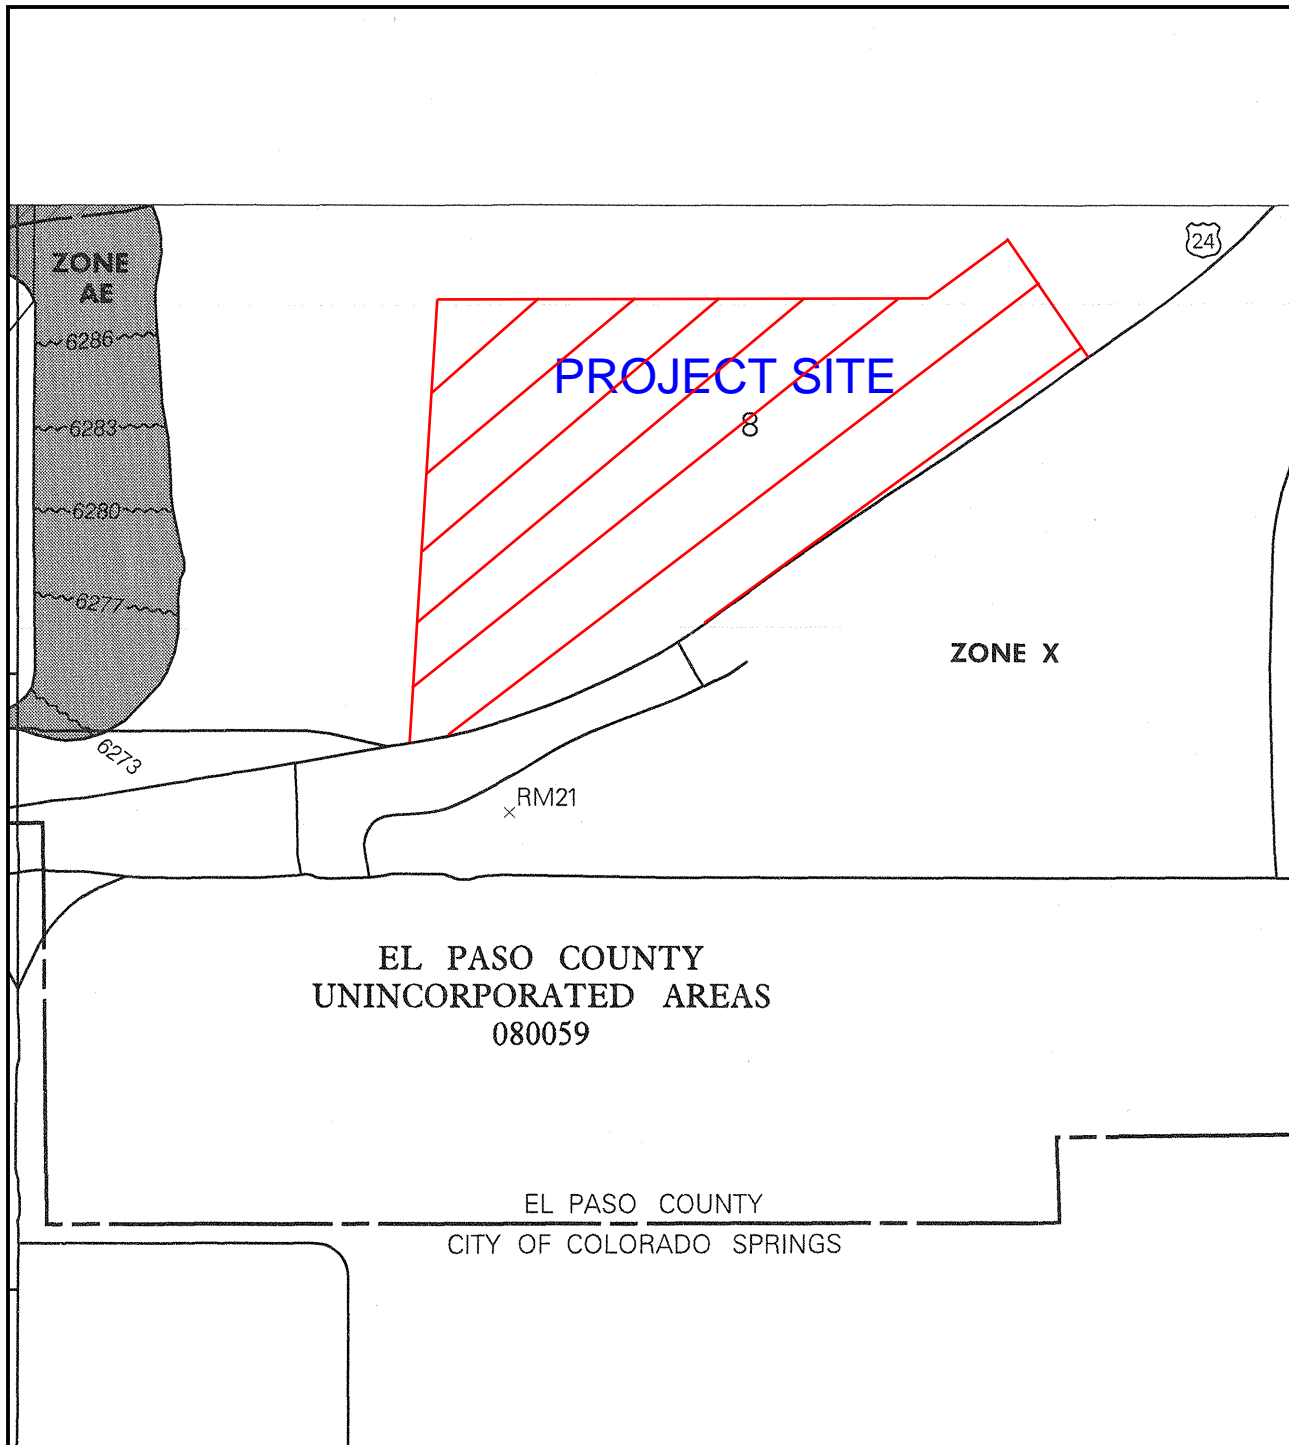 24
ZONE
AE
6286
PROJECT SITE
8
6283
6280
6277
ZONE X
6273
RM21
EL PASO COUNTY
UNINCORPORATED AREAS
080059
EL PASO COUNTY
CITY OF COLORADO SPRINGS